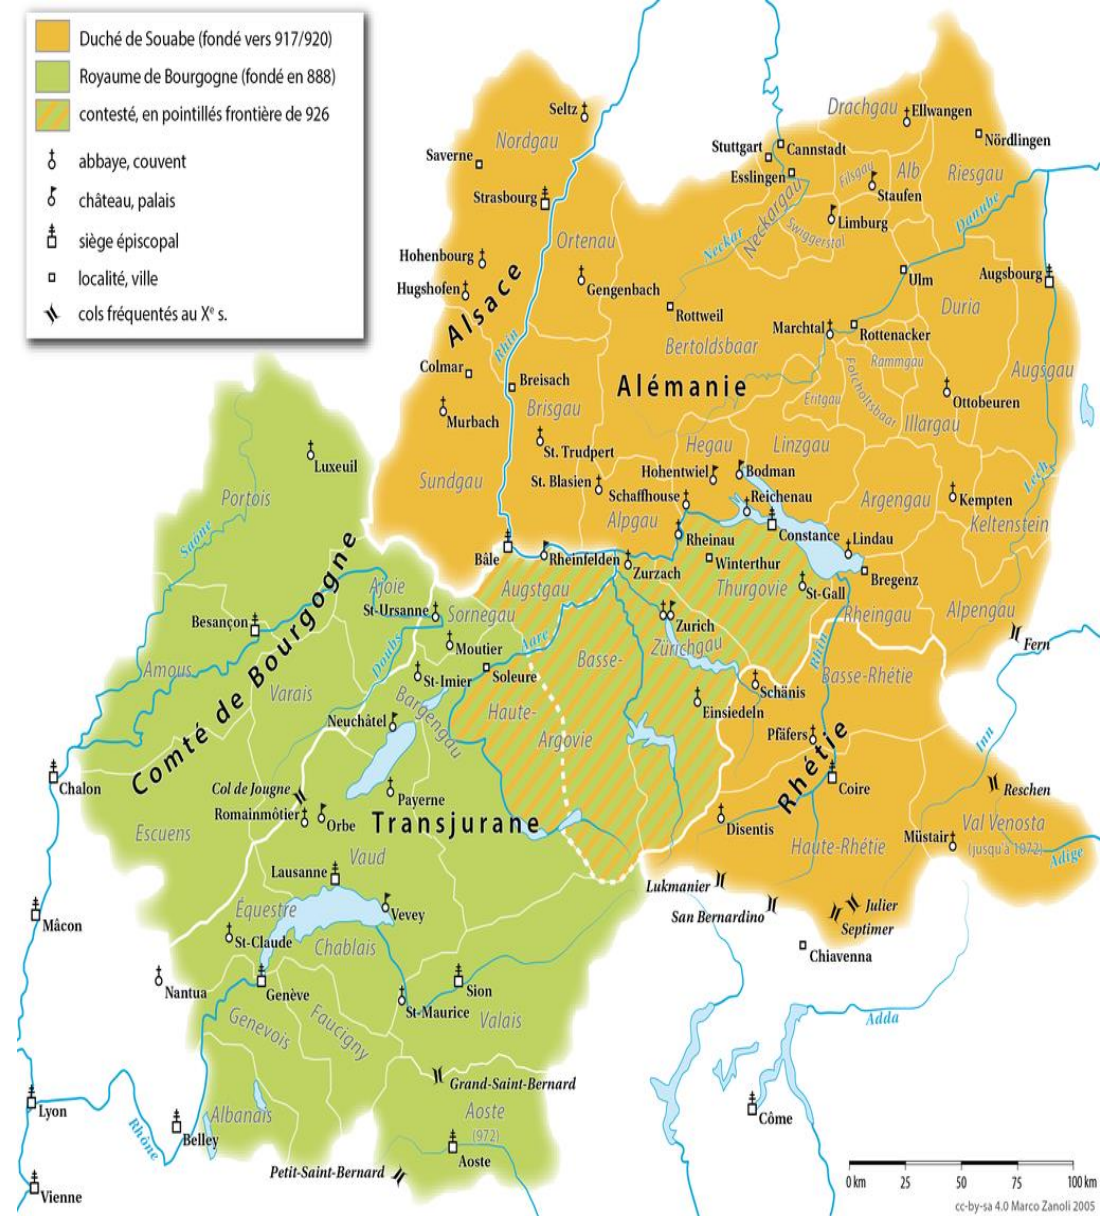 Duché de Souabe (fondé vers 917/920)
Royaume de Bourgogne (fondé en 888)
contesté, en pointillés frontière de 926
abbaye, couvent
château, palais
siège épiscopal
localité, ville
cols fréquentés au Xe s.
Seltz
Nordgau
Saverne
Strasbourg
Drachgau
Ellwangen
Nördlingen
Stuttgart
Cannstadt
Esslingen
Filsgau
Alb
Riesgau
Staufen
Neckargau
Limburg
Swiggerstal
Danube
Neckar
Ortenau
Hohenbourg
Hugshofen
Alsace
Gengenbach
Ulm
Augsbourg
Rottweil
Duria
Rhin
Marchtal
Rottenacker
Bertoldsbaar
Rammgau
Folcholtsbaar
Augsgau
Colmar
Breisach
Alémanie
Eritgau
Ottobeuren
Brisgau
Murbach
Illargau
St. Trudpert
Hegau
Linzgau
Luxeuil
Sundgau
St. Blasien
Hohentwiel
Bodman
Lech
Portois
Schaffhouse
Reichenau
Argengau
Kempten
Alpgau
Keltenstein
Saone
Rheinau
Constance
Lindau
Bâle
Rheinfelden
Zurzach
Winterthur
Bregenz
Ajoie
Augstgau
Thurgovie
St-Gall
St-Ursanne
Sornegau
Rheingau
Alpengau
Besançon
Zurich
Fern
Comté de Bourgogne
Doubs
Moutier
Aare
Zürichgau
Rhin
Amous
St-Imier
Soleure
Basse-
Basse-Rhétie
Varais
Bargengau
Schänis
Neuchâtel
Haute-
Einsiedeln
Argovie
Pfäfers
Inn
Rhétie
Chalon
Col de Jougne
Payerne
Coire
Reschen
Romainmôtier
Orbe
Transjurane
Disentis
Val Venosta
(jusqu'à 1072)
Escuens
Haute-Rhétie
Müstair
Adige
Vaud
Lausanne
Lukmanier
Mâcon
Équestre
Vevey
San Bernardino
Julier
Septimer
St-Claude
Chablais
Chiavenna
Nantua
Genève
Sion
St-Maurice
Valais
Genevois
Faucigny
Adda
Grand-Saint-Bernard
Lyon
Albanais
Aoste
(972)
Côme
Rhône
Belley
Aoste
Petit-Saint-Bernard
Vienne
0 km
25
50
75
100 km
cc-by-sa 4.0 Marco Zanoli 2005